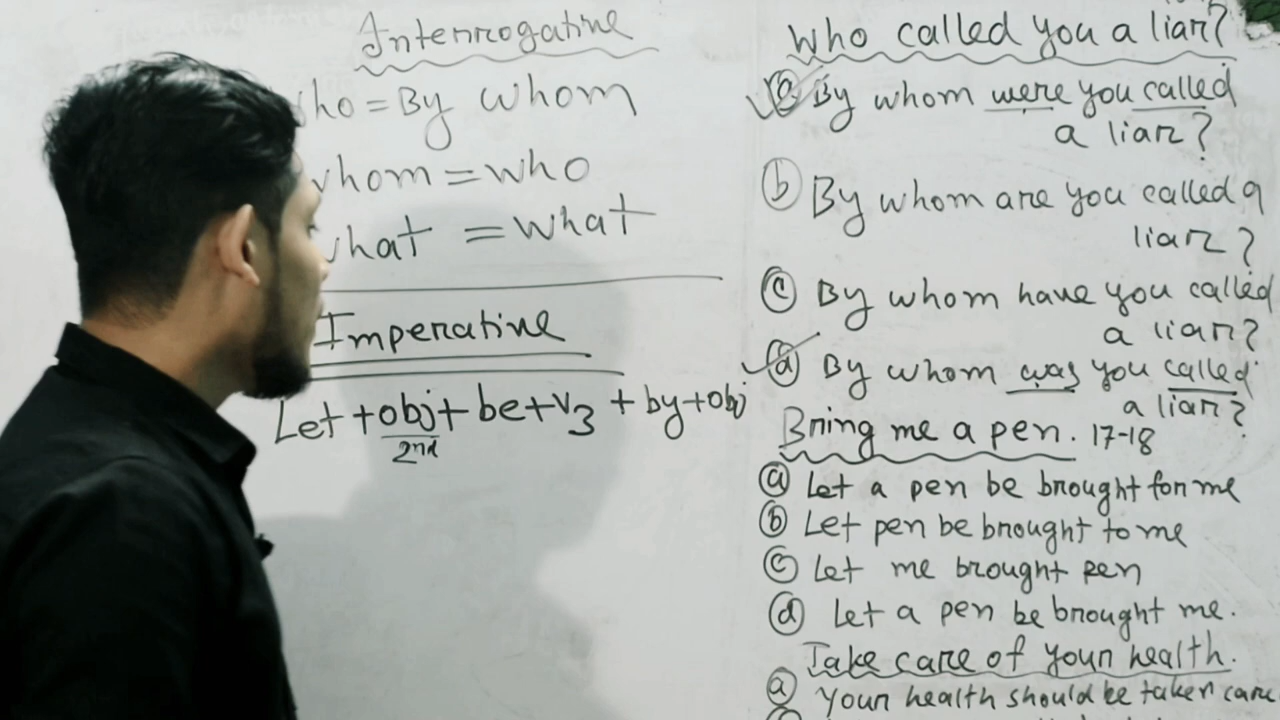 Interrogative
who = By whom
whom = who
what = what
Imperative
Let + obj + be + v3 + by + obj
2nd
Who called you a liar?
a By whom were you called
a liar?
b By whom are you called a
liar?
c By whom have you called
a liar?
d By whom was you called
a liar?
Bring me a pen. 17-18
a Let a pen be brought for me
b Let pen be brought to me
c Let me brought pen
d Let a pen be brought me.
Take care of your health.
a Your health should be taken care